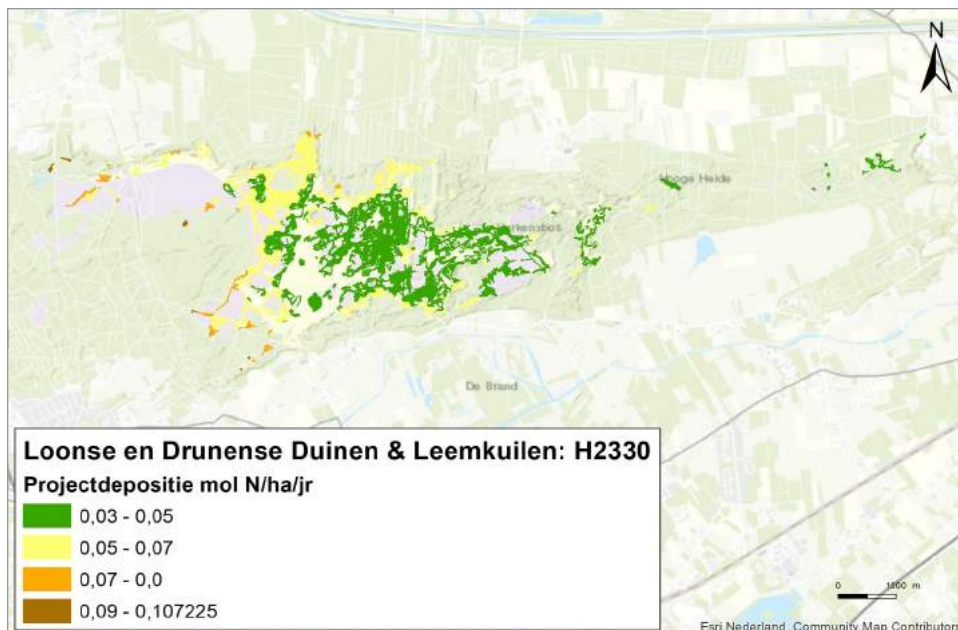 N
Hooge Heide
De Brand
Loonse en Drunense Duinen & Leemkuilen: H2330
Projectdepositie mol N/ha/jr
0,03 - 0,05
0,05 - 0,07
0,07 - 0,0
0,09 - 0,107225
0 1000 m
Esri Nederland, Community Map Contributors